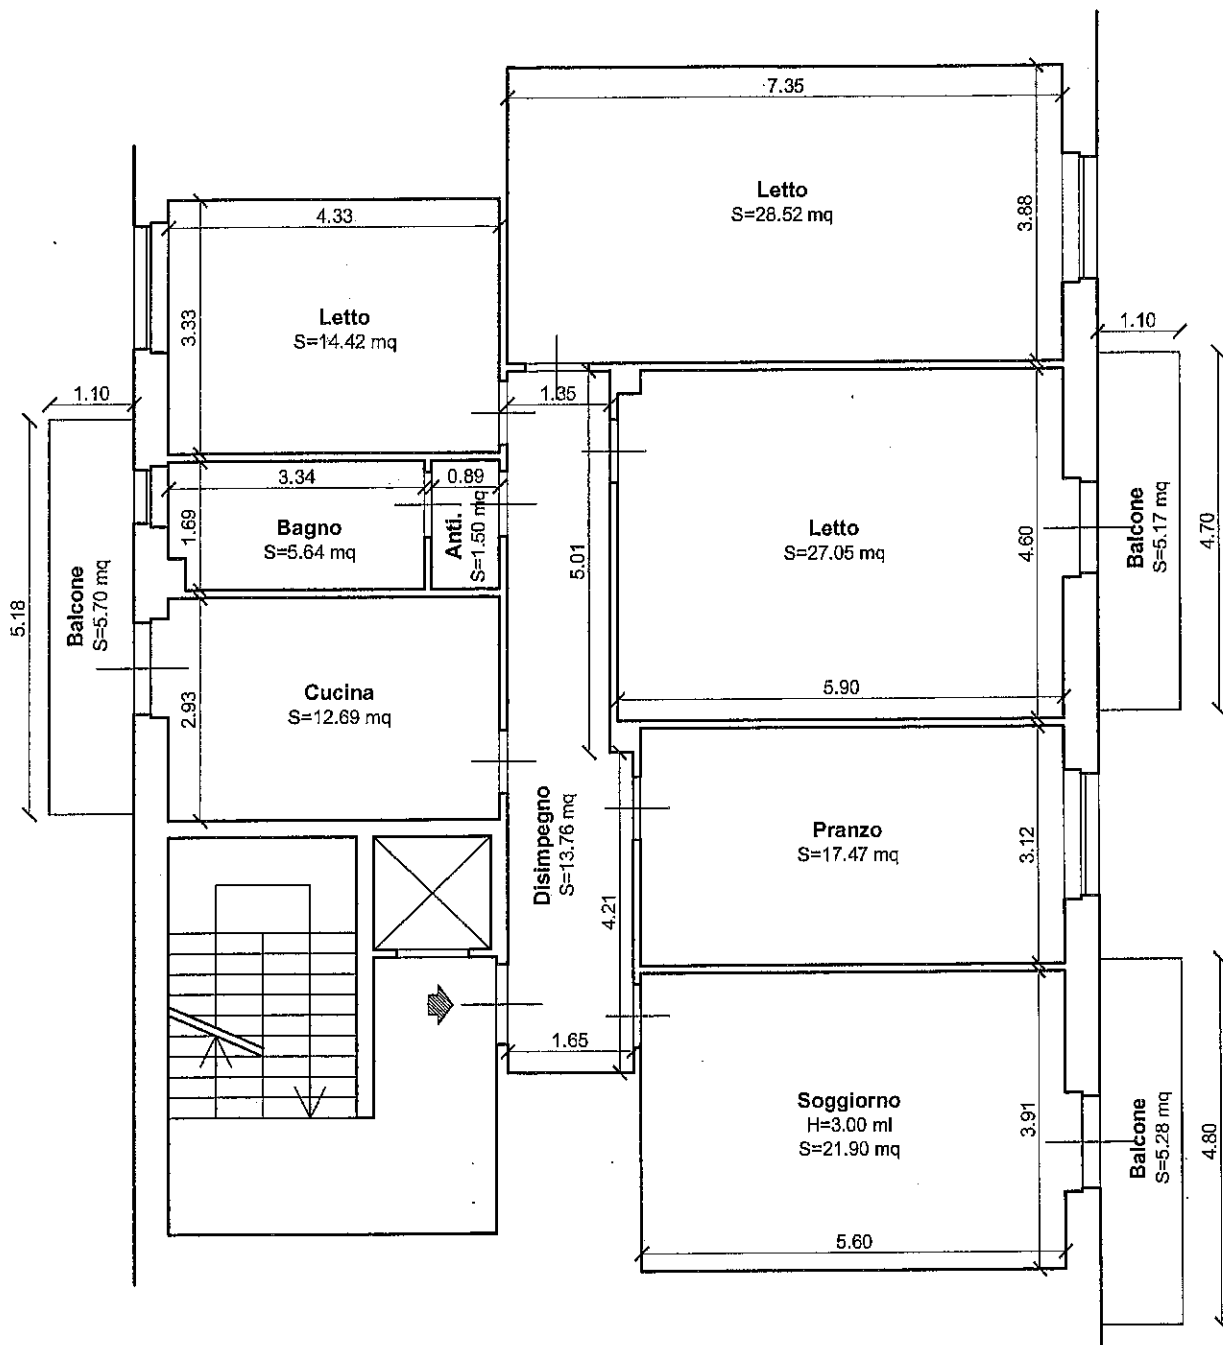 7.35
Letto
S=28.52 mq
3.88
4.33
Letto
S=14.42 mq
3.33
1.10
1.10
1.35
3.34
0.89
Bagno
S=5.64 mq
1.69
Anti.
S=1.50 mq
5.01
Letto
S=27.05 mq
4.60
5.90
Balcone
S=5.17 mq
4.70
5.18
Balcone
S=5.70 mq
Cucina
S=12.69 mq
2.93
Disimpegno
S=13.76 mq
4.21
1.65
Pranzo
S=17.47 mq
3.12
Soggiorno
H=3.00 ml
S=21.90 mq
3.91
5.60
Balcone
S=5.28 mq
4.80